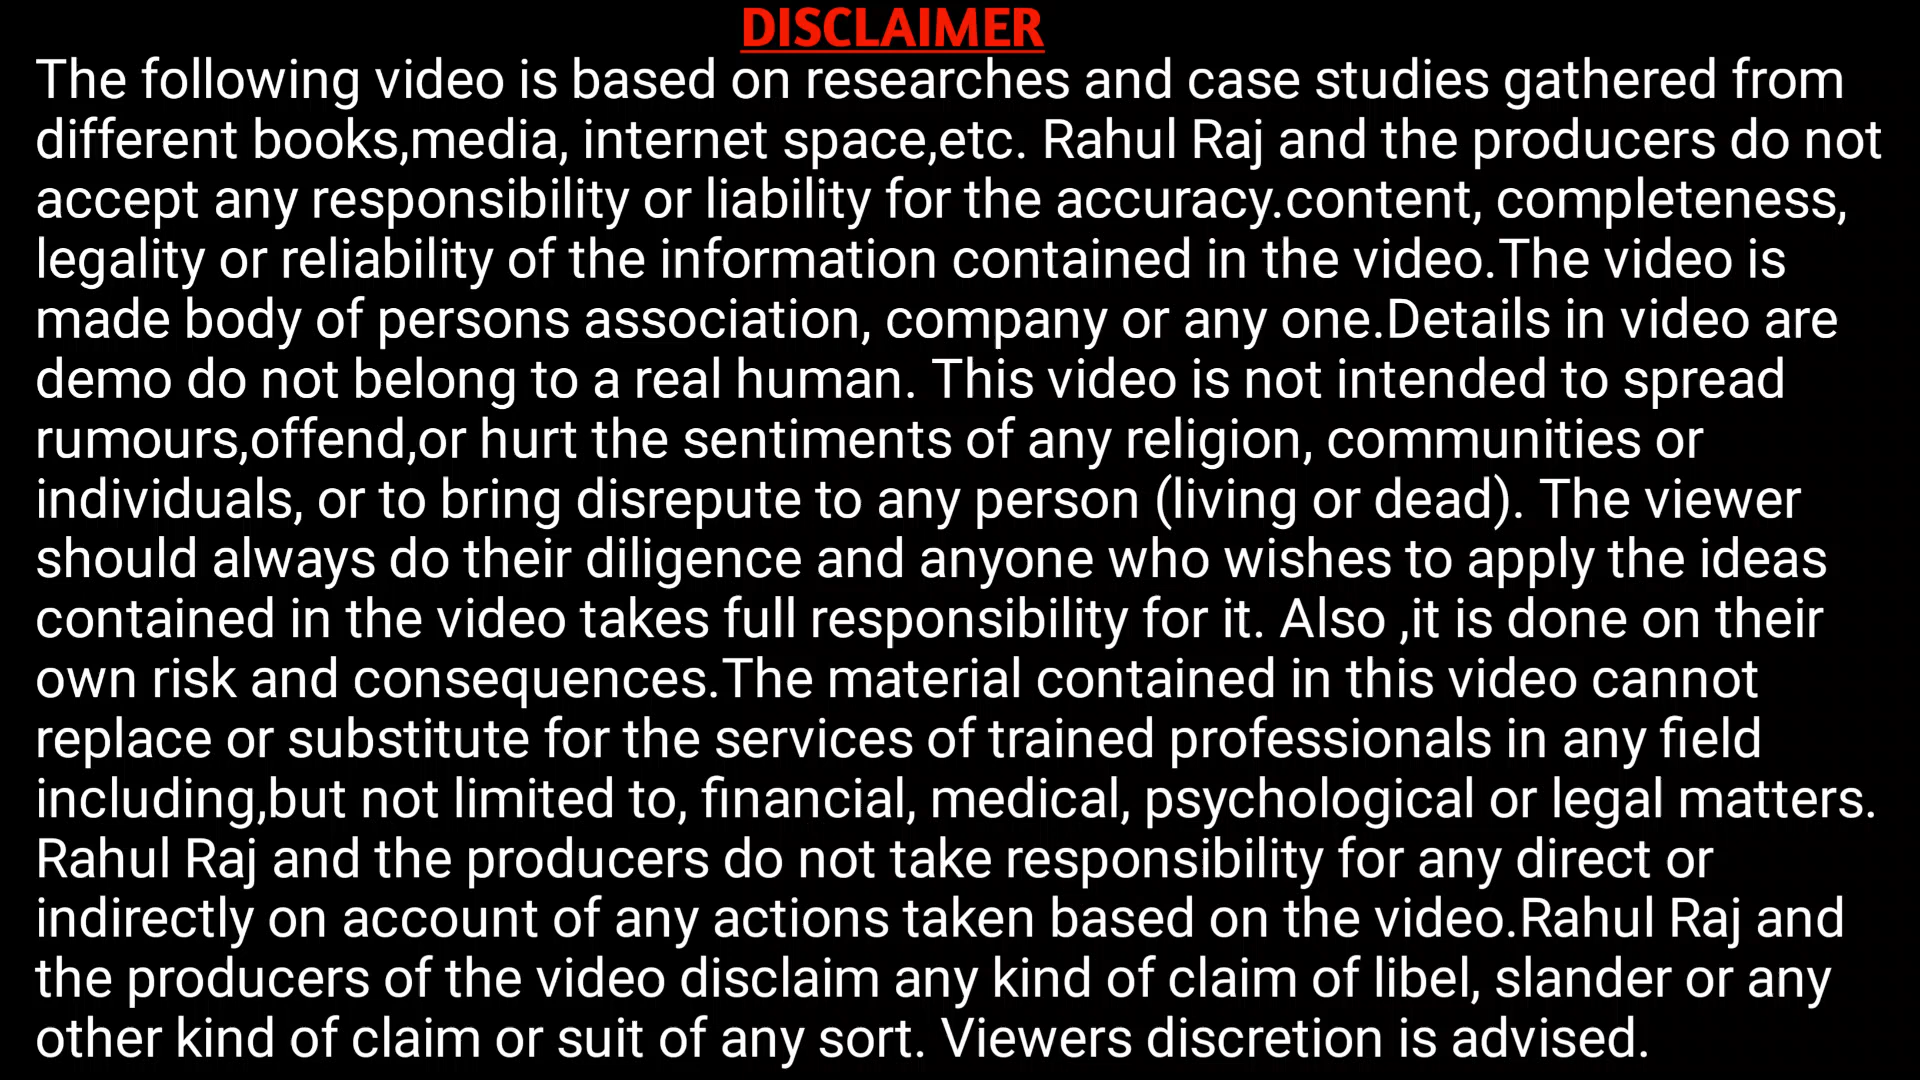 DISCLAIMER
The following video is based on researches and case studies gathered from
different books,media, internet space,etc. Rahul Raj and the producers do not
accept any responsibility or liability for the accuracy.content, completeness,
legality or reliability of the information contained in the video.The video is
made body of persons association, company or any one.Details in video are
demo do not belong to a real human. This video is not intended to spread
rumours,offend,or hurt the sentiments of any religion, communities or
individuals, or to bring disrepute to any person (living or dead). The viewer
should always do their diligence and anyone who wishes to apply the ideas
contained in the video takes full responsibility for it. Also ,it is done on their
own risk and consequences.The material contained in this video cannot
replace or substitute for the services of trained professionals in any field
including,but not limited to, financial, medical, psychological or legal matters.
Rahul Raj and the producers do not take responsibility for any direct or
indirectly on account of any actions taken based on the video.Rahul Raj and
the producers of the video disclaim any kind of claim of libel, slander or any
other kind of claim or suit of any sort. Viewers discretion is advised.